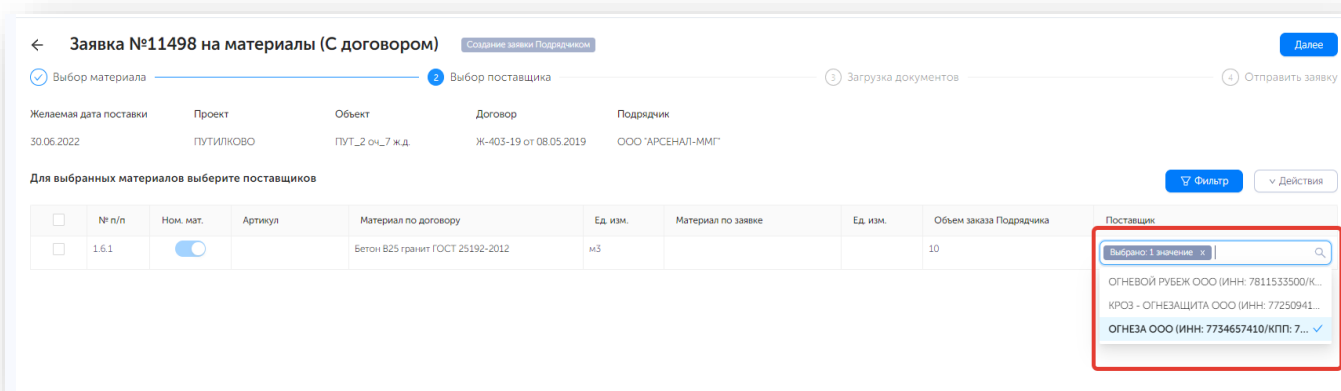 Заявка №11498 на материалы (С договором) Создание заявки Подрядчиком Далее
Выбор материала 2 Выбор поставщика 3 Загрузка документов 4 Отправить заявку
Желаемая дата поставки Проект Объект Договор Подрядчик
30.06.2022 ПУТИЛКОВО ПУТ_2 оч_7 ж.д. Ж-403-19 от 08.05.2019 ООО "АРСЕНАЛ-ММГ"
Для выбранных материалов выберите поставщиков Фильтр Действия
№ п/п Ном. мат. Артикул Материал по договору Ед. изм. Материал по заявке Ед. изм. Объем заказа Подрядчика Поставщик
1.6.1 Бетон В25 гранит ГОСТ 25192-2012 м3 10 Выбрано: 1 значение x
ОГНЕВОЙ РУБЕЖ ООО (ИНН: 7811533500/К...
КРОЗ - ОГНЕЗАЩИТА ООО (ИНН: 77250941...
ОГНЕЗА ООО (ИНН: 7734657410/КПП: 7...